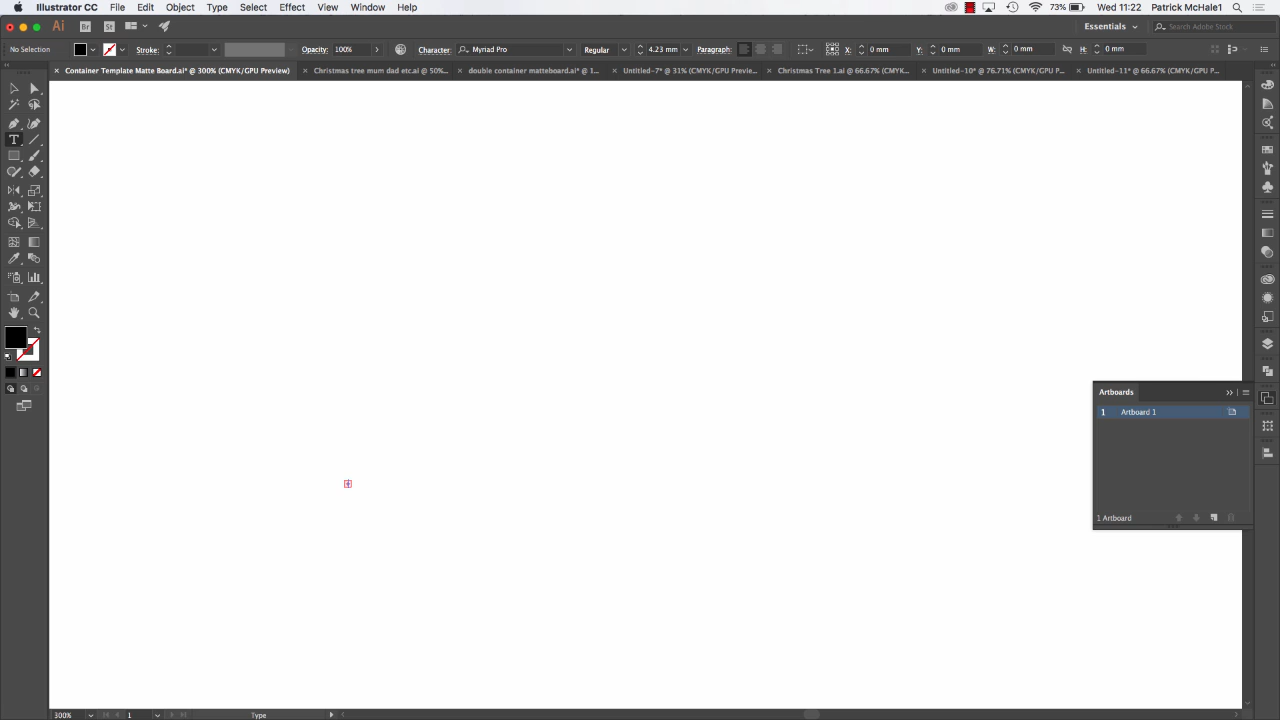 Illustrator CC File Edit Object Type Select Effect View Window Help 73% Wed 11:22 Patrick McHale1
Ai Br St Essentials Search Adobe Stock
No Selection Stroke: Opacity: 100% Character: Myriad Pro Regular 4.23 mm Paragraph: X: 0 mm Y: 0 mm W: 0 mm H: 0 mm
Container Template Matte Board.ai* @ 300% (CMYK/GPU Preview) Christmas tree mum dad etc.ai @ 50%... double container matteboard.ai* @ 1... Untitled-7* @ 31% (CMYK/GPU Previe... Christmas Tree 1.ai @ 66.67% (CMYK... Untitled-10* @ 76.71% (CMYK/GPU P... Untitled-11* @ 66.67% (CMYK/GPU P...
T
Artboards
1 Artboard 1
1 Artboard
300% 1 Type